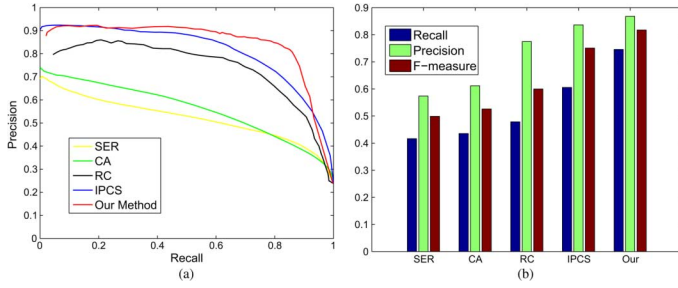 1
0.9
0.8
0.7
0.6
0.5
0.4
0.3
0.2
0.1
0
Precision
SER
CA
RC
IPCS
Our Method
0 0.2 0.4 0.6 0.8 1
Recall
(a)
0.9
0.8
0.7
0.6
0.5
0.4
0.3
0.2
0.1
0
Recall
Precision
F-measure
SER CA RC IPCS Our
(b)